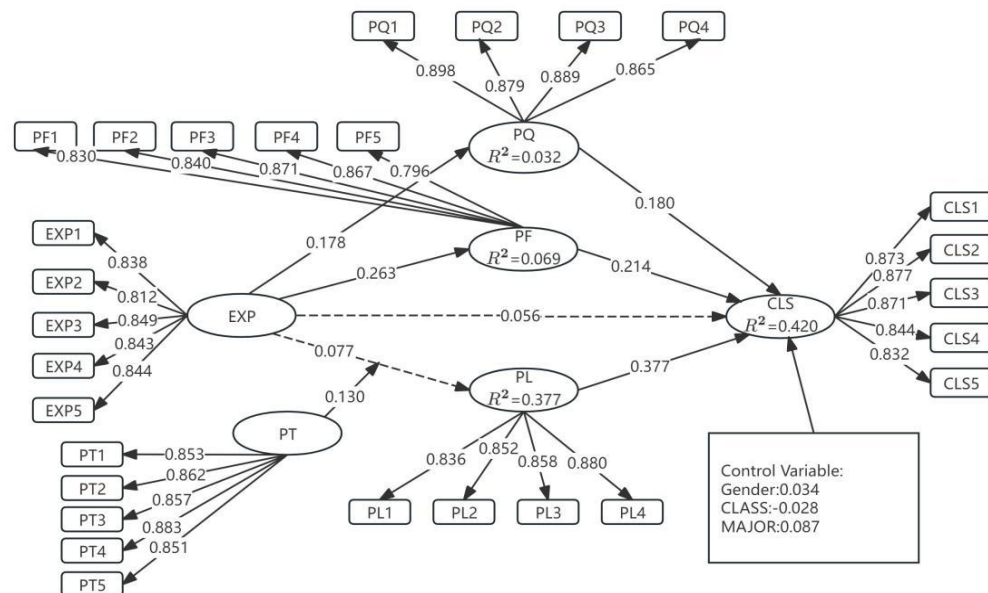 PQ1
PQ2
PQ3
PQ4
0.898
0.879
0.889
0.865
PQ
R²=0.032
PF1
PF2
PF3
PF4
PF5
0.830
0.840
0.871
0.867
0.796
0.178
0.180
PF
R²=0.069
0.263
0.214
EXP1
EXP2
EXP3
EXP4
EXP5
0.838
0.812
0.849
0.843
0.844
EXP
0.056
CLS
R²=0.420
CLS1
CLS2
CLS3
CLS4
CLS5
0.873
0.877
0.871
0.844
0.832
0.077
0.130
PL
R²=0.377
0.377
PT
PT1
PT2
PT3
PT4
PT5
0.853
0.862
0.857
0.883
0.851
0.836
0.852
0.858
0.880
PL1
PL2
PL3
PL4
Control Variable:
Gender:0.034
CLASS:-0.028
MAJOR:0.087